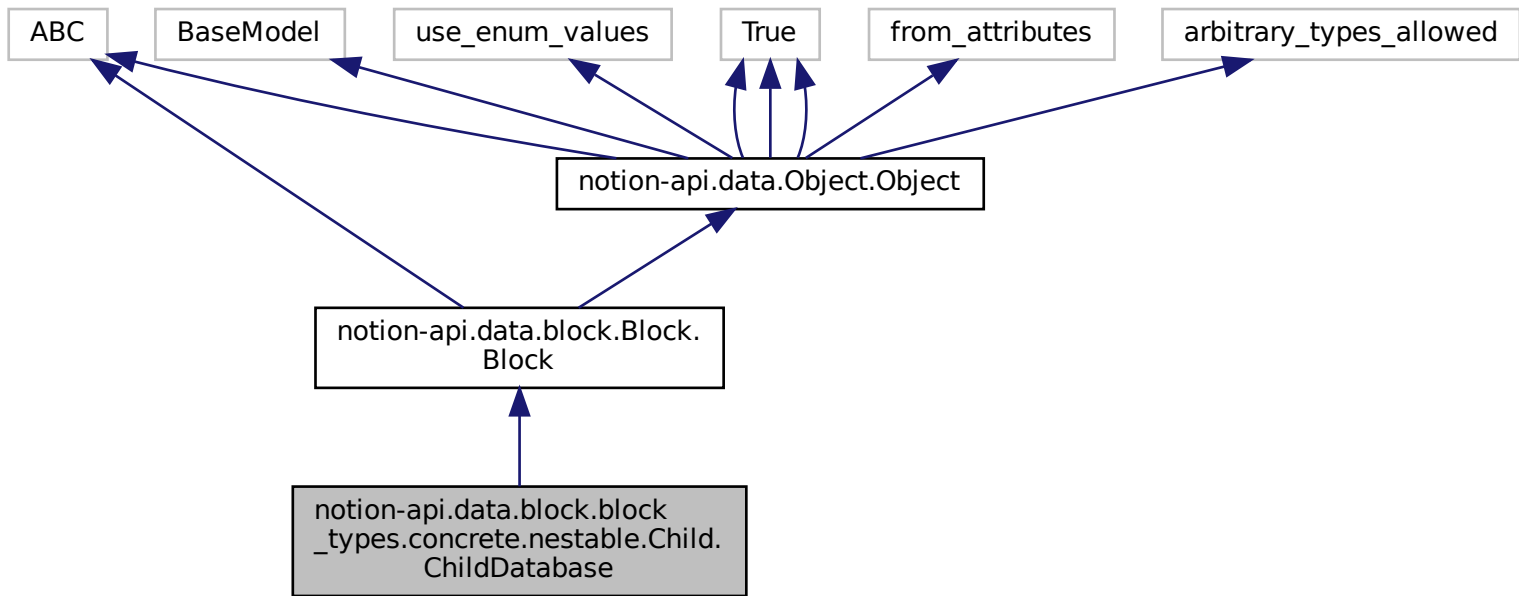 ABC
BaseModel
use_enum_values
True
from_attributes
arbitrary_types_allowed
notion-api.data.Object.Object
notion-api.data.block.Block.
Block
notion-api.data.block.block
_types.concrete.nestable.Child.
ChildDatabase